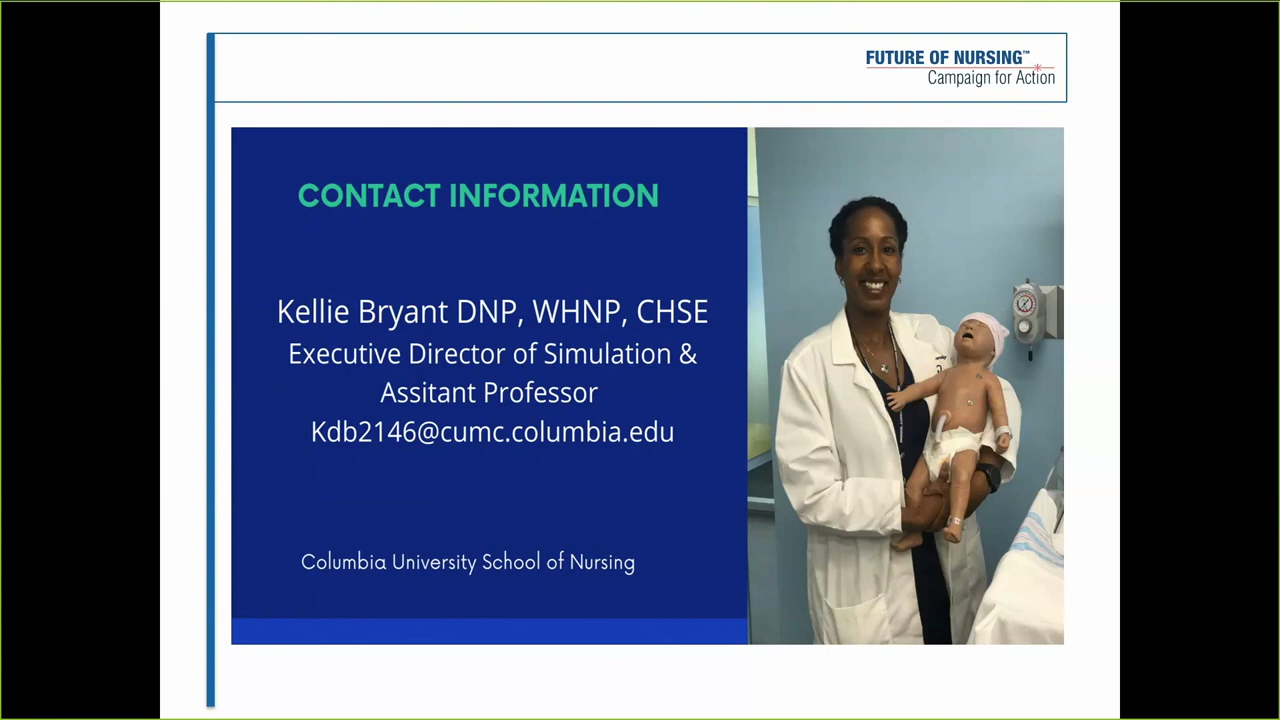 FUTURE OF NURSING™
Campaign for Action
CONTACT INFORMATION
Kellie Bryant DNP, WHNP, CHSE
Executive Director of Simulation &
Assitant Professor
Kdb2146@cumc.columbia.edu
Columbia University School of Nursing